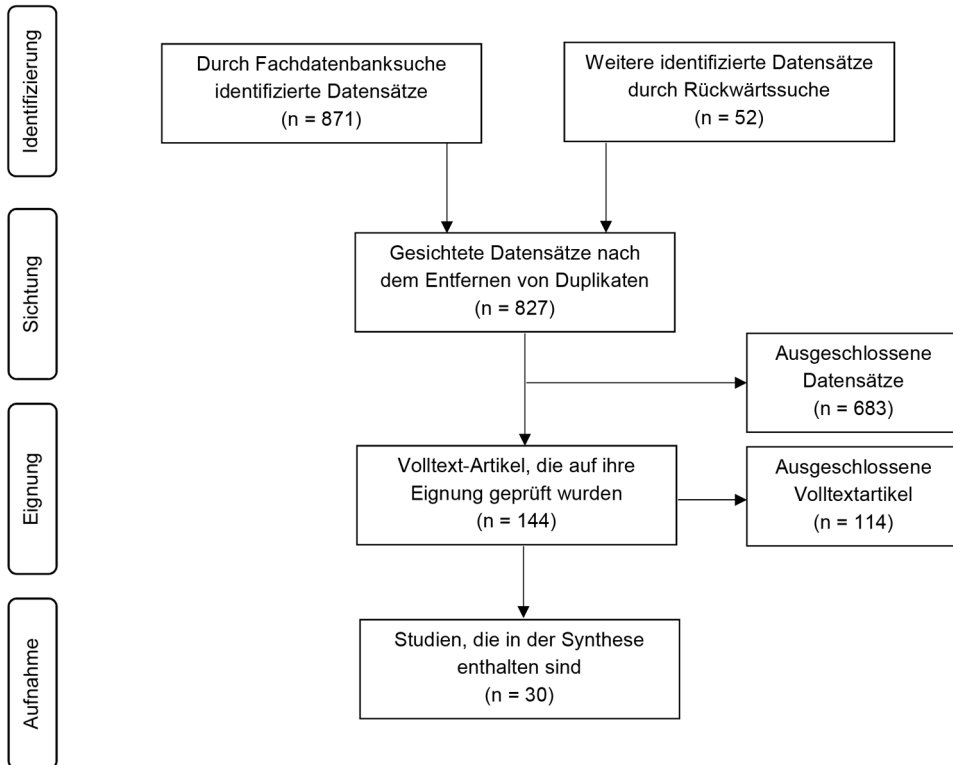 Identifizierung
Durch Fachdatenbanksuche
identifizierte Datensätze
(n = 871)
Weitere identifizierte Datensätze
durch Rückwärtssuche
(n = 52)
Sichtung
Gesichtete Datensätze nach
dem Entfernen von Duplikaten
(n = 827)
Ausgeschlossene
Datensätze
(n = 683)
Eignung
Volltext-Artikel, die auf ihre
Eignung geprüft wurden
(n = 144)
Ausgeschlossene
Volltextartikel
(n = 114)
Aufnahme
Studien, die in der Synthese
enthalten sind
(n = 30)